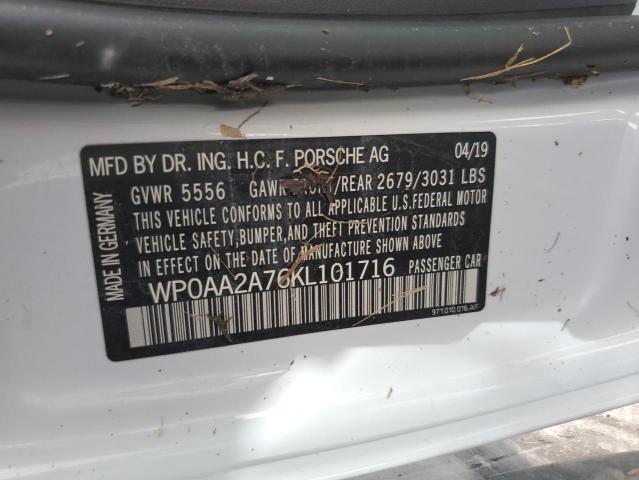 MFD BY DR. ING. H.C. F. PORSCHE AG 04/19
GVWR 5556 /REAR 2679/3031 LBS
THIS VEHICLE CONFORMS TO ALL APPLICABLE U.S.FEDERAL MOTOR
VEHICLE SAFETY,BUMPER,AND THEFT PREVENTION STANDARDS
IN EFFECT ON THE DATE OF MANUFACTURE SHOWN ABOVE
WP0AA2A76KL101716 PASSENGER CAR
971.010.016.AF
MADE IN GERMANY